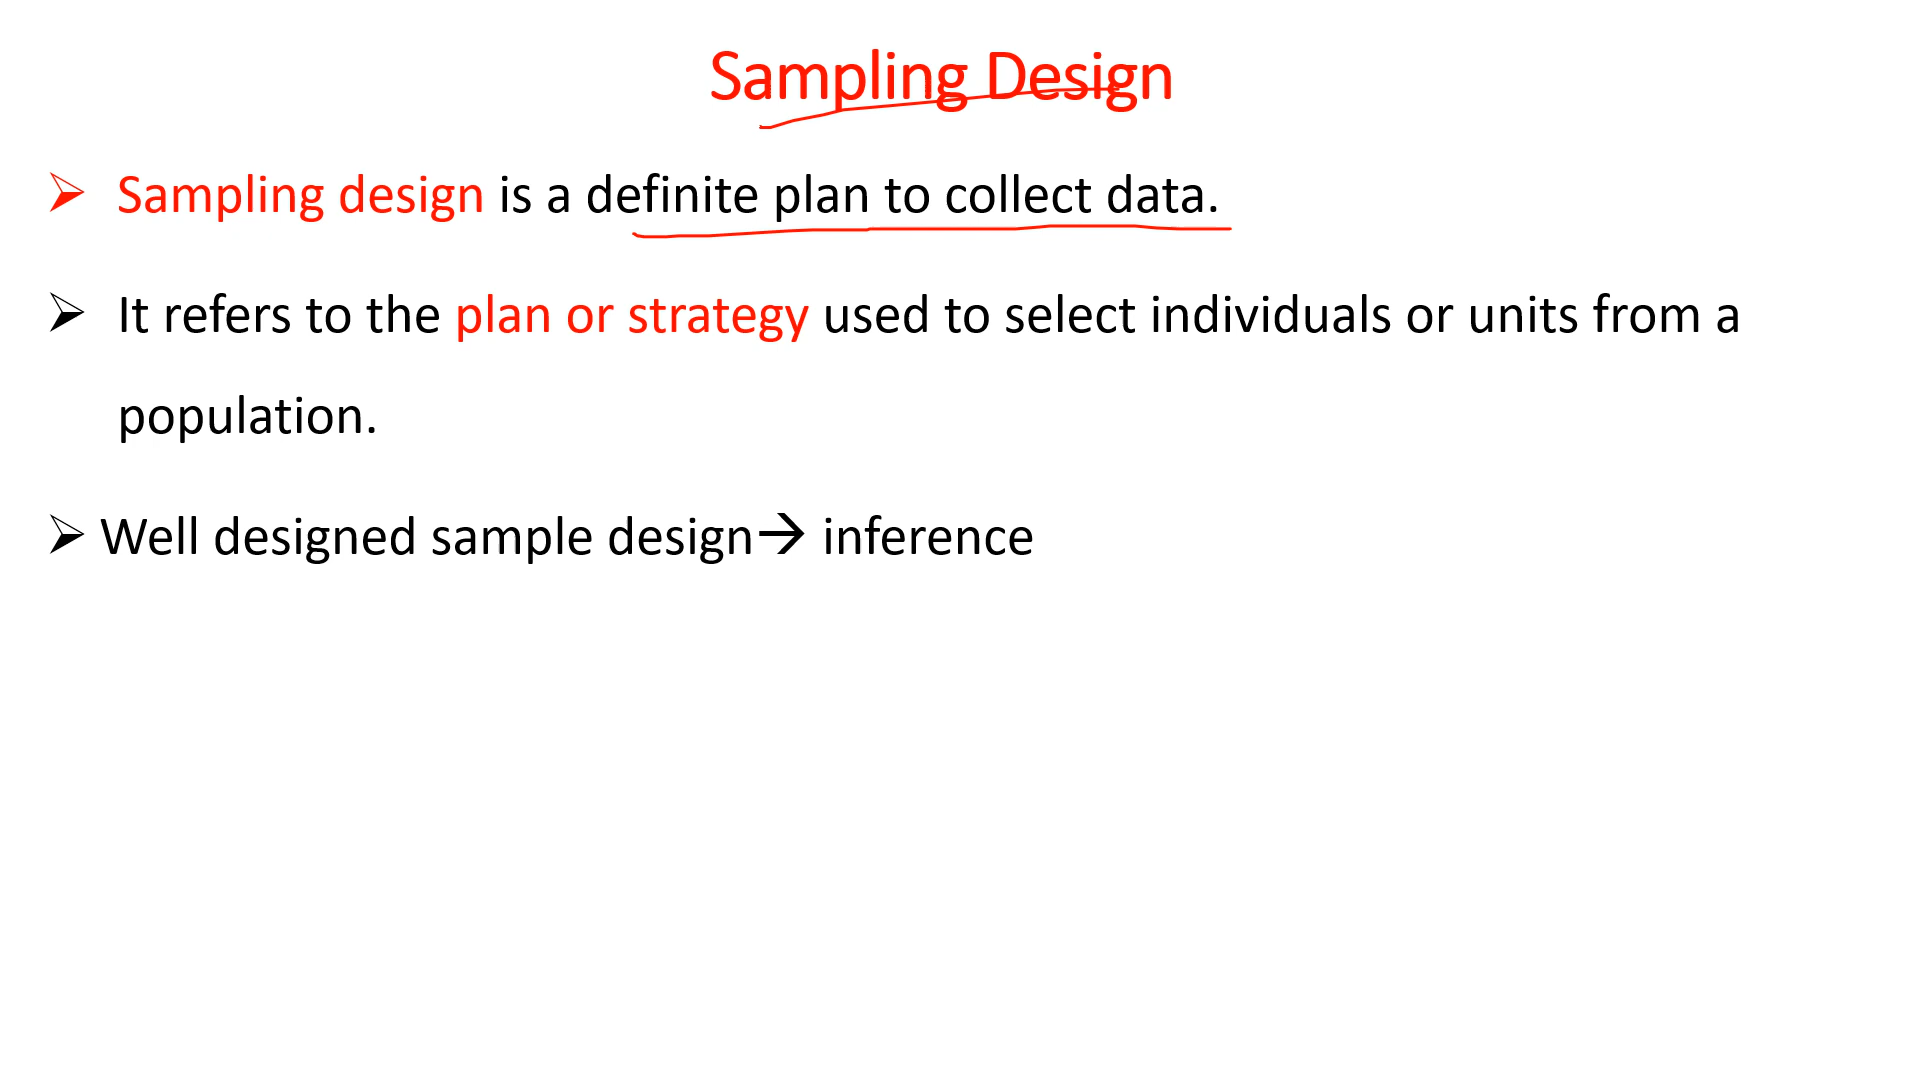 Sampling Design
➢ Sampling design is a definite plan to collect data.
➢ It refers to the plan or strategy used to select individuals or units from a
population.
➢ Well designed sample design→ inference